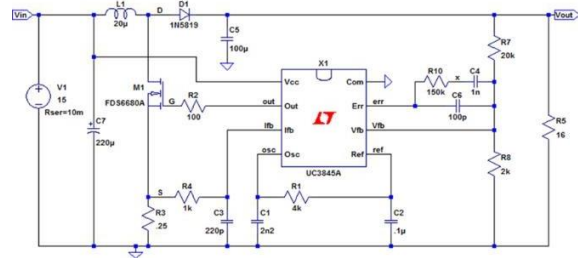 Vin
L1
20µ
D
D1
1N5819
Vout
C5
100µ
R7
20k
X1
V1
15
Rser=10m
M1
FDS6680A
G
R2
100
out
Vcc
Com
R10
150k
x
C4
1n
C6
100p
Out
Err
err
Ifb
Ifb
Vfb
Vfb
C7
220µ
osc
Osc
Ref
ref
UC3845A
R5
16
R8
2k
S
R4
1k
R1
4k
R3
.25
C3
220p
C1
2n2
C2
.1µ